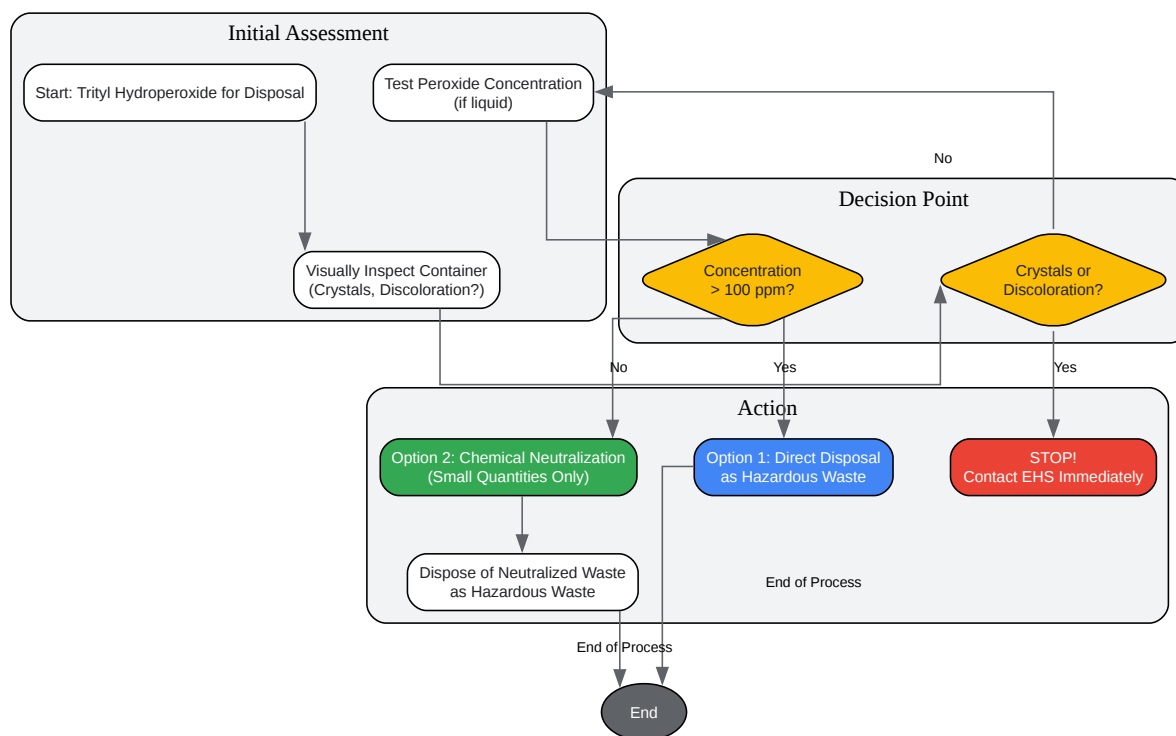 Initial Assessment
Start: Trityl Hydroperoxide for Disposal
Test Peroxide Concentration
(if liquid)
No
Decision Point
Visually Inspect Container
(Crystals, Discoloration?)
Concentration
> 100 ppm?
Crystals or
Discoloration?
No
Yes
Yes
Action
Option 2: Chemical Neutralization
(Small Quantities Only)
Option 1: Direct Disposal
as Hazardous Waste
STOP!
Contact EHS Immediately
Dispose of Neutralized Waste
as Hazardous Waste
End of Process
End of Process
End